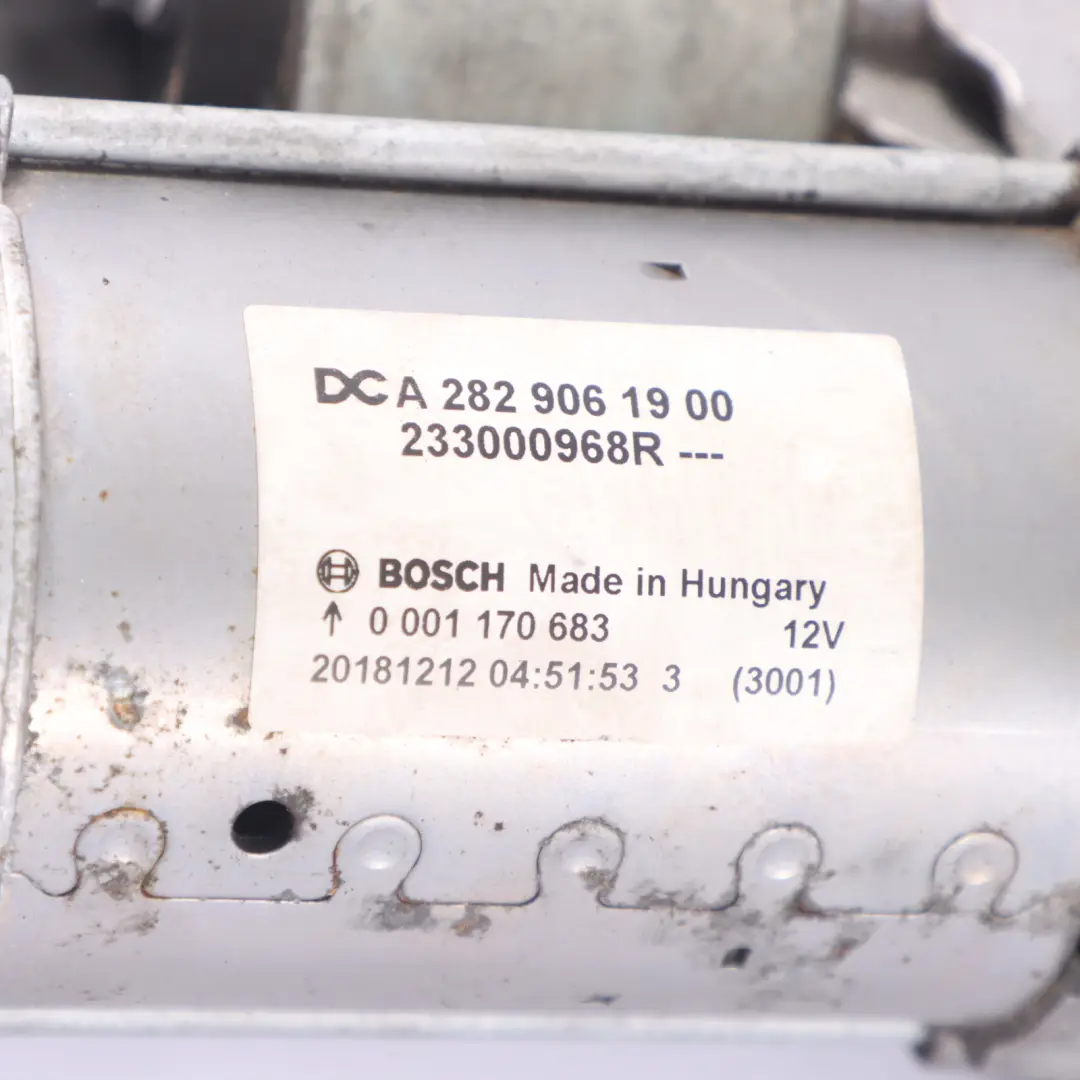 DC A 282 906 19 00
233000968R ---
BOSCH Made in Hungary
↑ 0 001 170 683 12V
20181212 04:51:53 3 (3001)